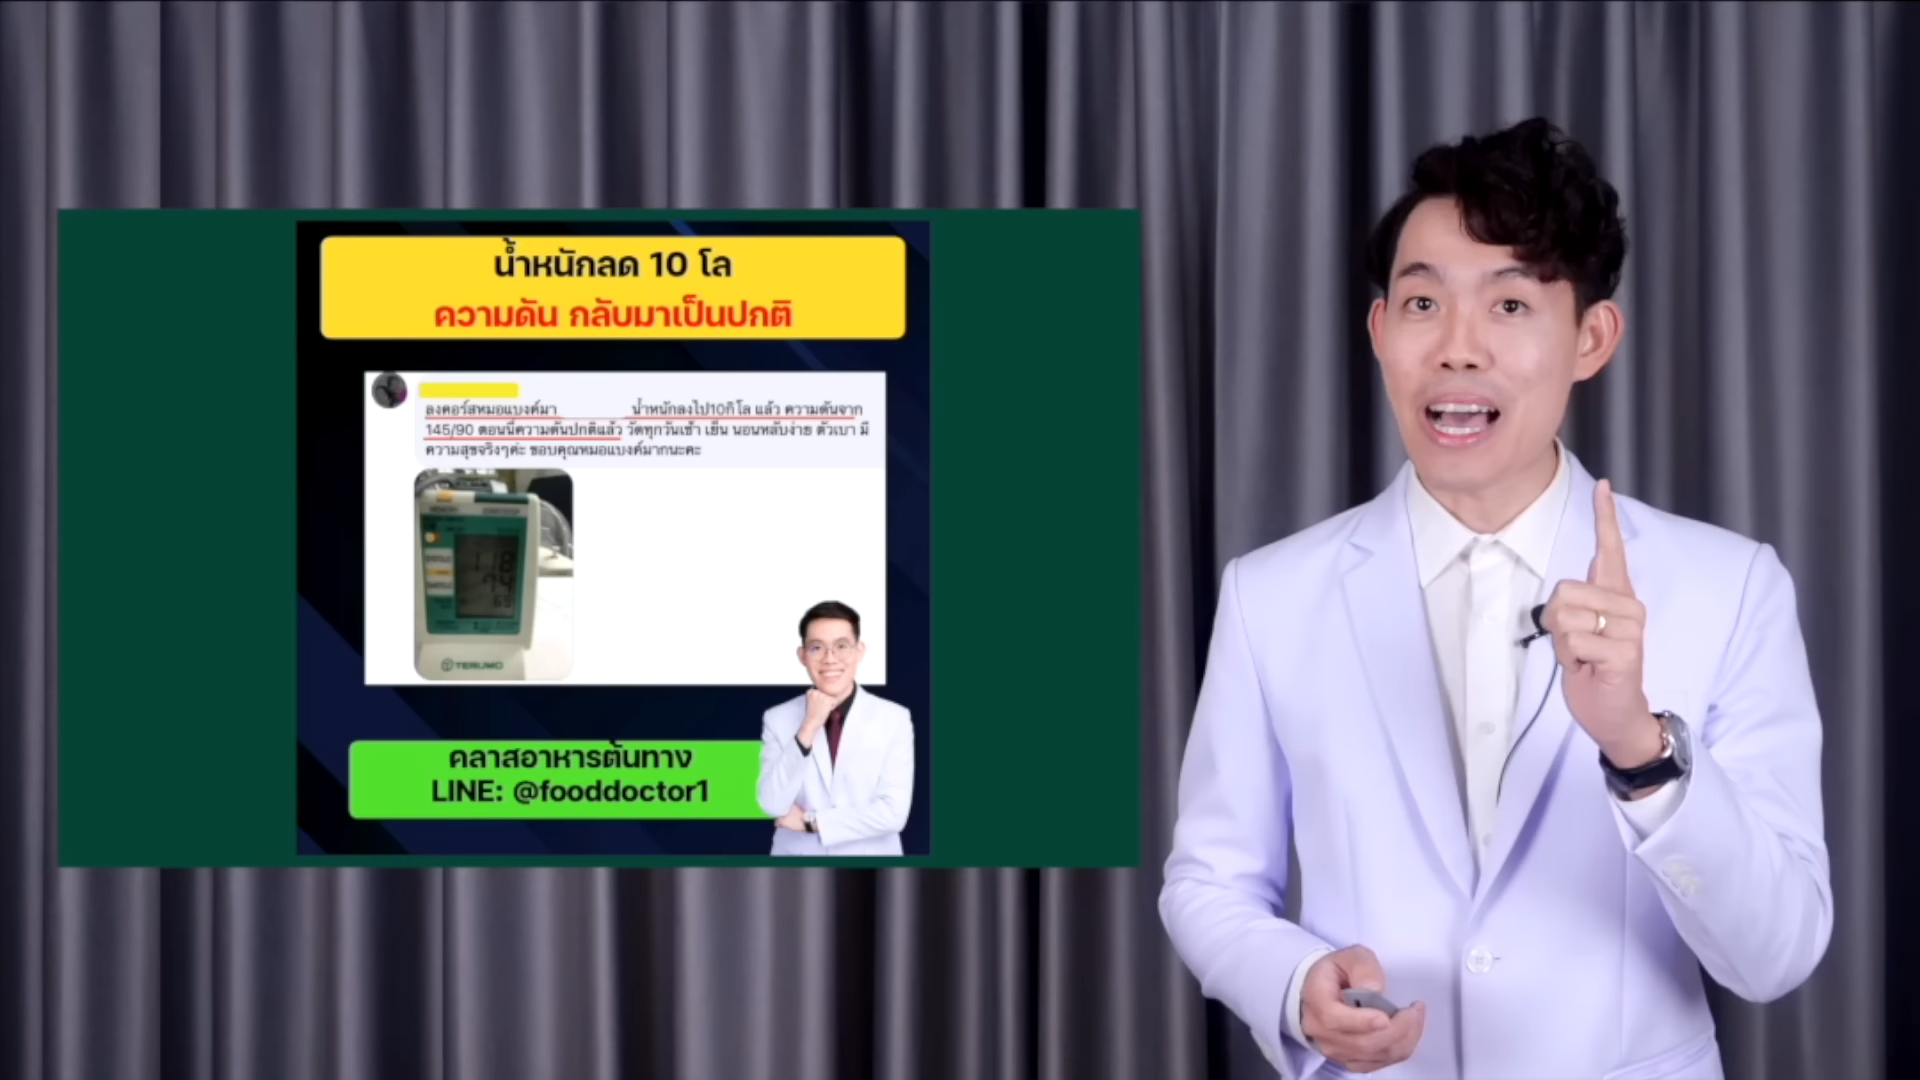 น้ำหนักลด 10 โล
ความดัน กลับมาเป็นปกติ
ลงคอร์สหมอแบงค์มา น้ำหนักลงไป10กิโล แล้ว ความดันจาก
145/90 ตอนนี้ความดันปกติแล้ว วัดทุกวันเช้า เย็น นอนหลับง่าย ตัวเบา มี
ความสุขจริงๆค่ะ ขอบคุณหมอแบงค์มากนะคะ
118
69
TERUMO
คลาสอาหารต้นทาง
LINE: @fooddoctor1